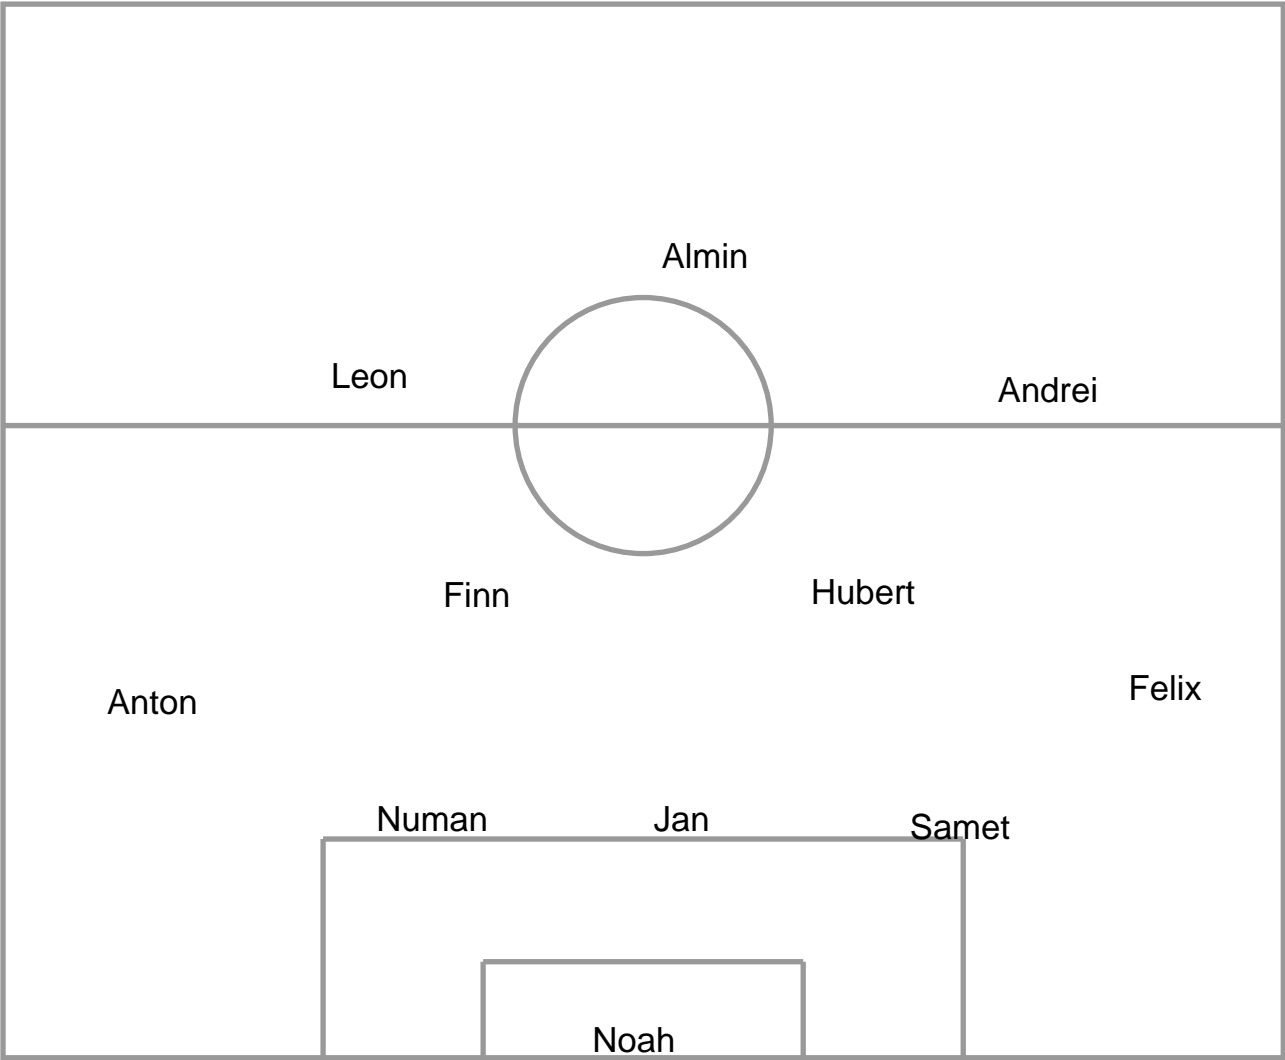 Almin
Leon
Andrei
Finn
Hubert
Anton
Felix
Numan
Jan
Samet
Noah